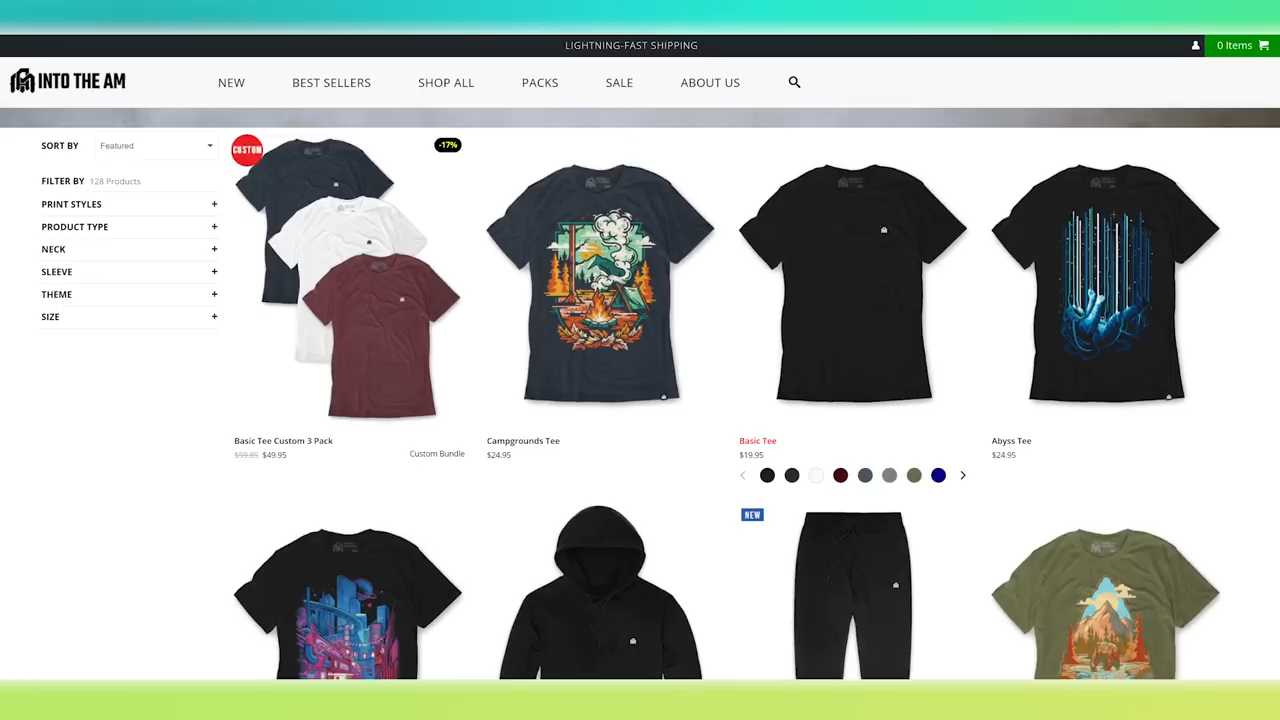 LIGHTNING-FAST SHIPPING
0 Items
INTO THE AM
NEW
BEST SELLERS
SHOP ALL
PACKS
SALE
ABOUT US
SORT BY
Featured
FILTER BY 128 Products
PRINT STYLES +
PRODUCT TYPE +
NECK +
SLEEVE +
THEME +
SIZE +
CUSTOM
-17%
Basic Tee Custom 3 Pack
$59.85 $49.95
Custom Bundle
Campgrounds Tee
$24.95
Basic Tee
$19.95
Abyss Tee
$24.95
NEW